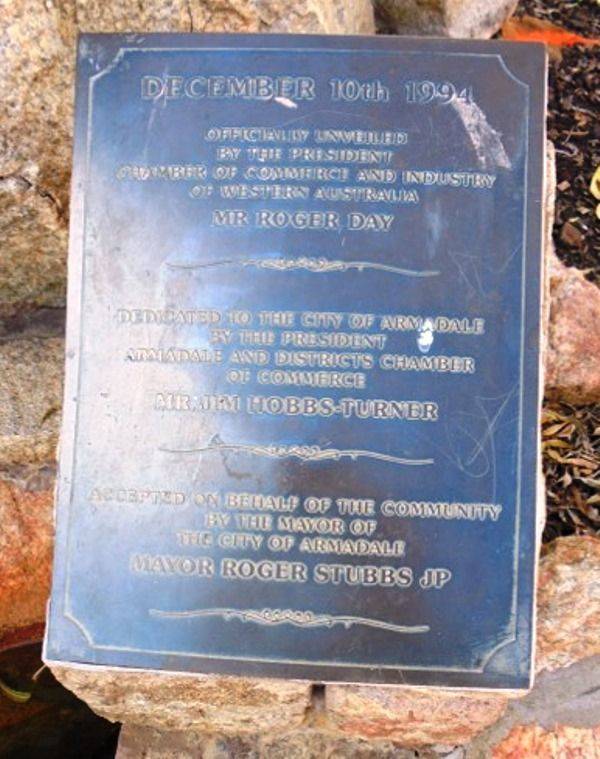 DECEMBER 10th 1994
OFFICIALLY UNVEILED
BY THE PRESIDENT
CHAMBER OF COMMERCE AND INDUSTRY
OF WESTERN AUSTRALIA
MR ROGER DAY
DEDICATED TO THE CITY OF ARMADALE
BY THE PRESIDENT
ARMADALE AND DISTRICTS CHAMBER
OF COMMERCE
MR JIM HOBBS-TURNER
ACCEPTED ON BEHALF OF THE COMMUNITY
BY THE MAYOR OF
THE CITY OF ARMADALE
MAYOR ROGER STUBBS JP